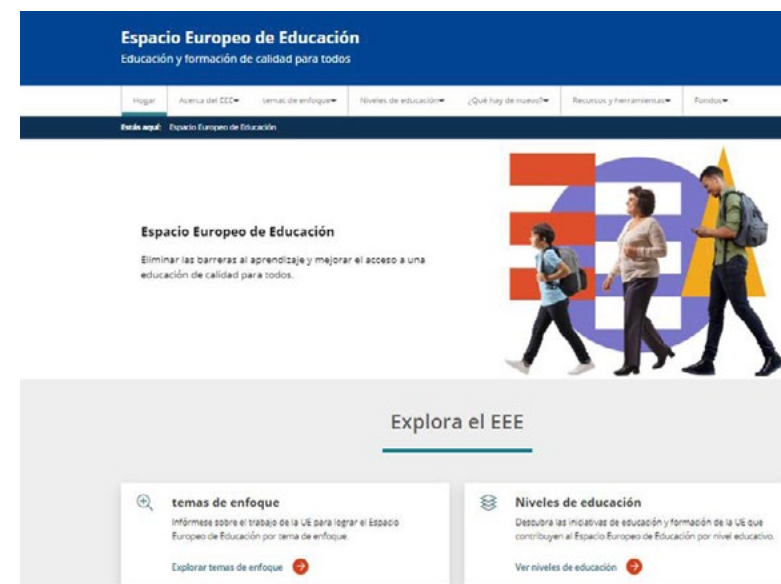 Espacio Europeo de Educación
Educación y formación de calidad para todos
Hogar Acerca del EEE temas de enfoque Niveles de educación ¿Qué hay de nuevo? Recursos y herramientas Fondos
Estás aquí: Espacio Europeo de Educación
Espacio Europeo de Educación
Eliminar las barreras al aprendizaje y mejorar el acceso a una
educación de calidad para todos.
Explora el EEE
temas de enfoque
Infórmese sobre el trabajo de la UE para lograr el Espacio
Europeo de Educación por tema de enfoque.
Explorar temas de enfoque
Niveles de educación
Descubra las iniciativas de educación y formación de la UE que
contribuyen al Espacio Europeo de Educación por nivel educativo.
Ver niveles de educación